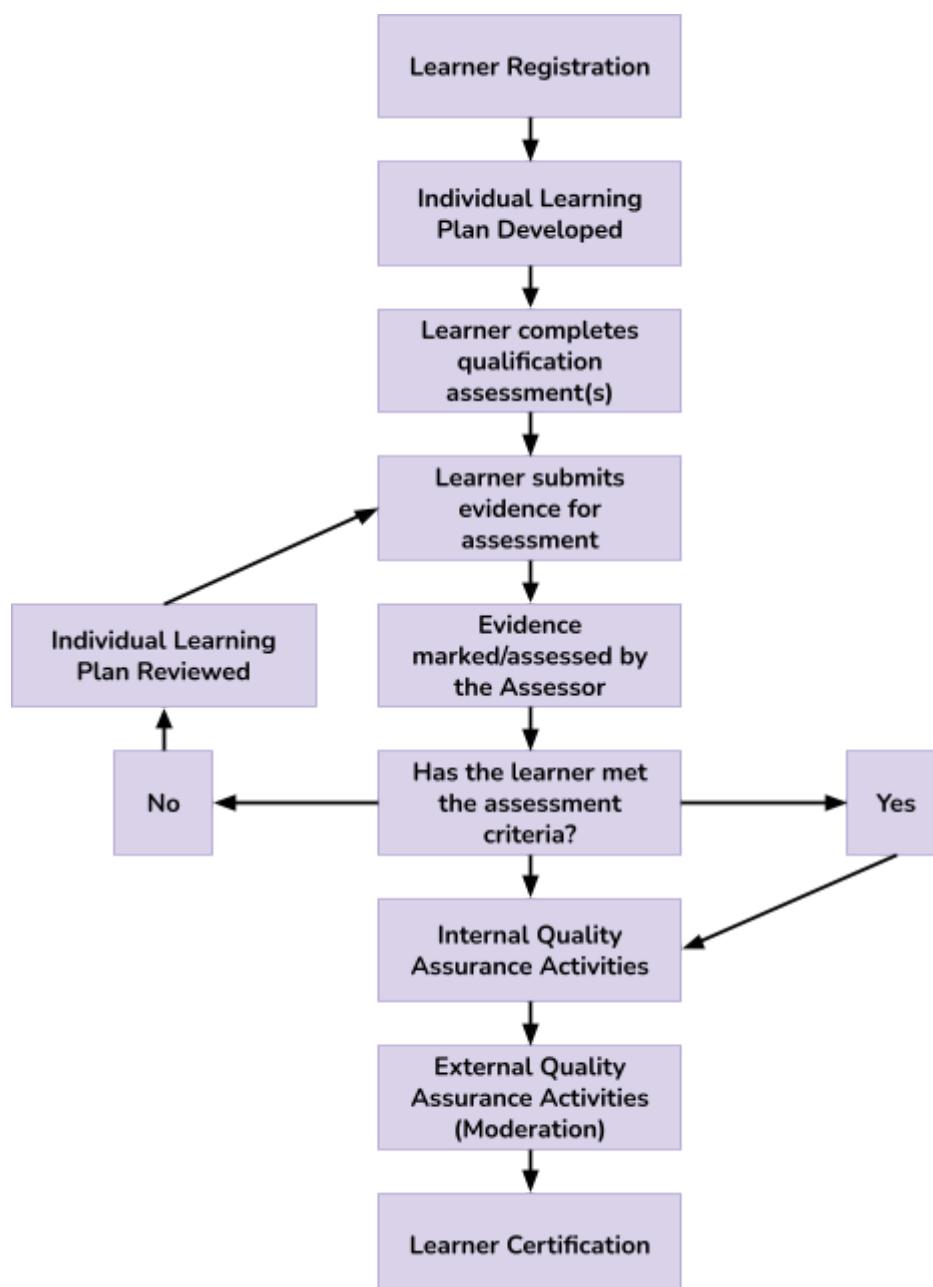 Learner Registration
Individual Learning
Plan Developed
Learner completes
qualification
assessment(s)
Learner submits
evidence for
assessment
Individual Learning
Plan Reviewed
Evidence
marked/assessed by
the Assessor
No
Has the learner met
the assessment
criteria?
Yes
Internal Quality
Assurance Activities
External Quality
Assurance Activities
(Moderation)
Learner Certification